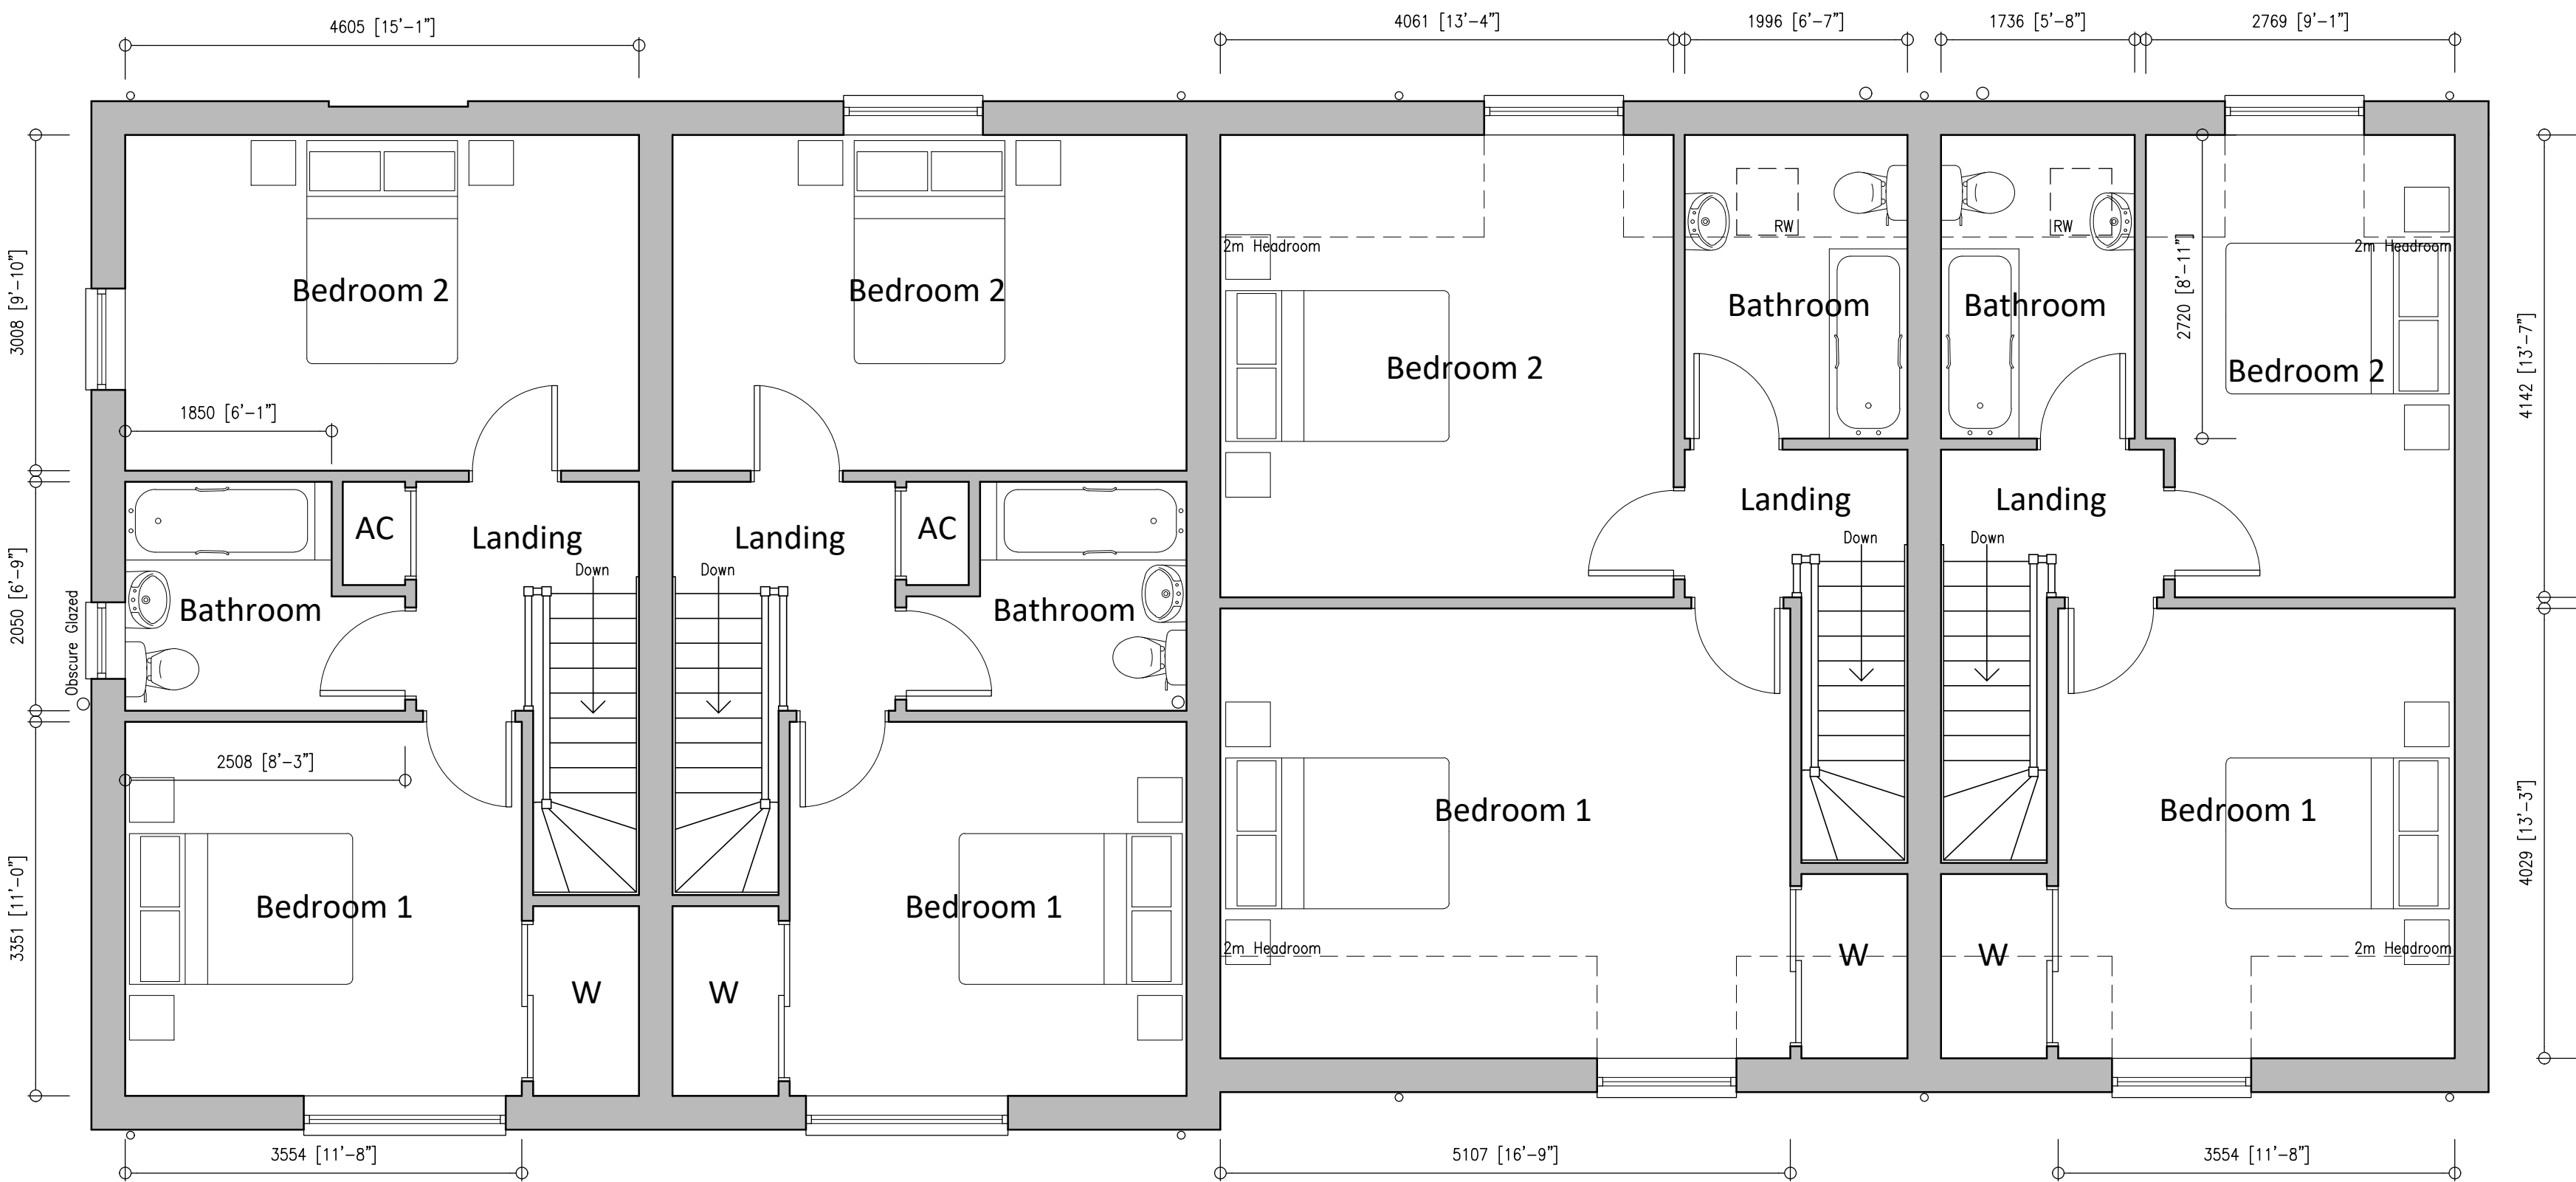 4605 [15'-1"]
4061 [13'-4"]
1996 [6'-7"]
1736 [5'-8"]
2769 [9'-1"]
3008 [9'-10"]
2050 [6'-9"]
3351 [11'-0"]
Obscure Glazed
Bedroom 2
1850 [6'-1"]
AC
Landing
Down
Bathroom
2508 [8'-3"]
Bedroom 1
W
Bedroom 2
Landing
AC
Down
Bathroom
Bedroom 1
W
2m Headroom
Bedroom 2
RW
Bathroom
Landing
Down
Bedroom 1
2m Headroom
W
RW
Bathroom
2720 [8'-11"]
2m Headroom
Bedroom 2
Landing
Down
Bedroom 1
W
2m Headroom
4142 [13'-7"]
4029 [13'-3"]
3554 [11'-8"]
5107 [16'-9"]
3554 [11'-8"]